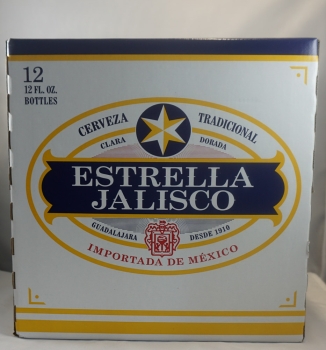 12
12 FL. OZ.
BOTTLES
CERVEZA TRADICIONAL
CLARA DORADA
ESTRELLA
JALISCO
GUADALAJARA DESDE 1910
IMPORTADA DE MÉXICO